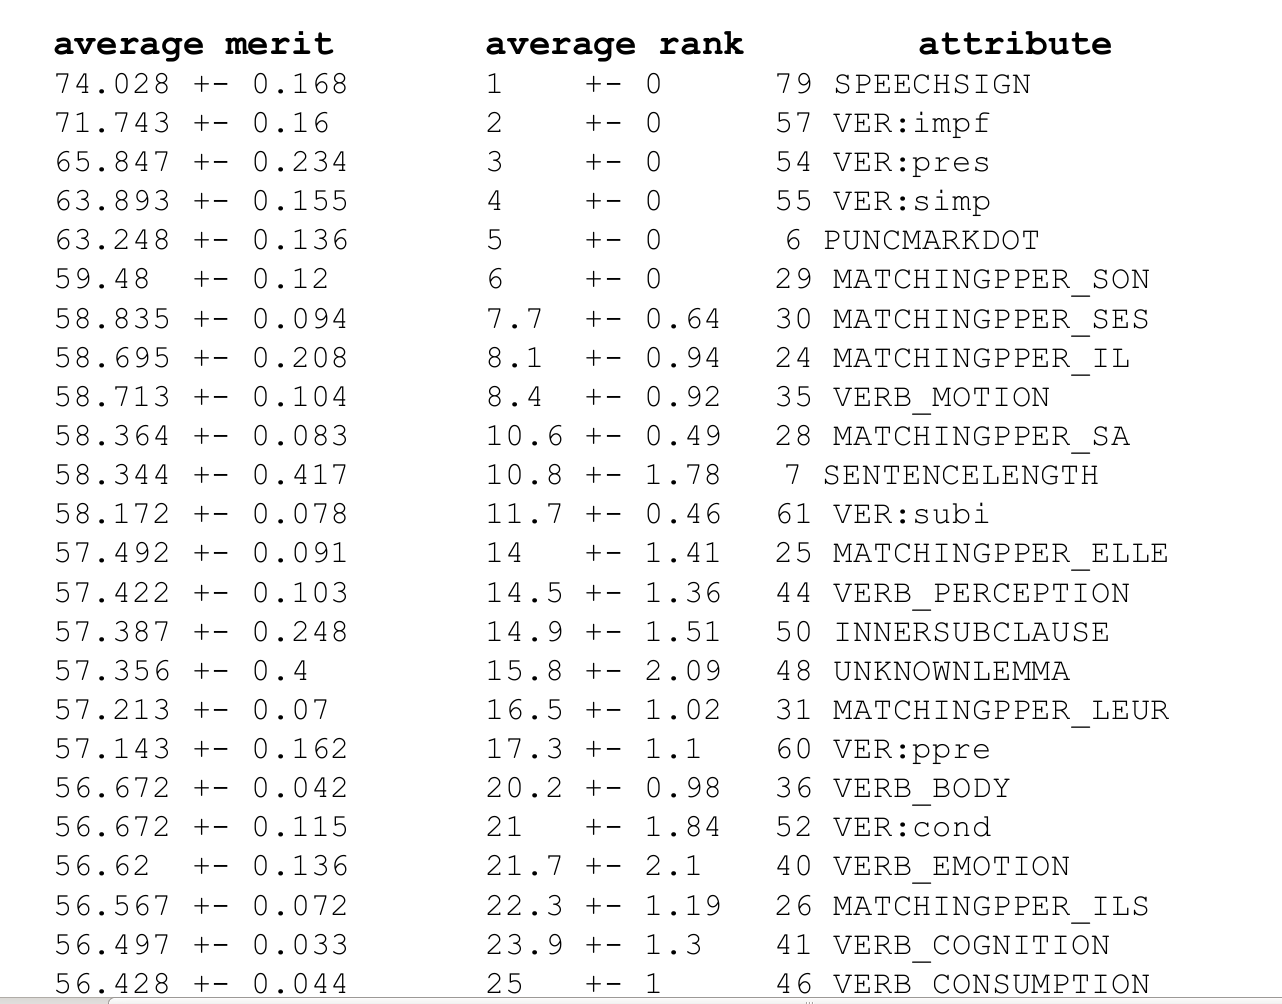 average merit average rank attribute
74.028 +- 0.168 1 +- 0 79 SPEECHSIGN
71.743 +- 0.16 2 +- 0 57 VER:impf
65.847 +- 0.234 3 +- 0 54 VER:pres
63.893 +- 0.155 4 +- 0 55 VER:simp
63.248 +- 0.136 5 +- 0 6 PUNCMARKDOT
59.48 +- 0.12 6 +- 0 29 MATCHINGPPER_SON
58.835 +- 0.094 7.7 +- 0.64 30 MATCHINGPPER_SES
58.695 +- 0.208 8.1 +- 0.94 24 MATCHINGPPER_IL
58.713 +- 0.104 8.4 +- 0.92 35 VERB_MOTION
58.364 +- 0.083 10.6 +- 0.49 28 MATCHINGPPER_SA
58.344 +- 0.417 10.8 +- 1.78 7 SENTENCELENGTH
58.172 +- 0.078 11.7 +- 0.46 61 VER:subi
57.492 +- 0.091 14 +- 1.41 25 MATCHINGPPER_ELLE
57.422 +- 0.103 14.5 +- 1.36 44 VERB_PERCEPTION
57.387 +- 0.248 14.9 +- 1.51 50 INNERSUBCLAUSE
57.356 +- 0.4 15.8 +- 2.09 48 UNKNOWNLEMMA
57.213 +- 0.07 16.5 +- 1.02 31 MATCHINGPPER_LEUR
57.143 +- 0.162 17.3 +- 1.1 60 VER:ppre
56.672 +- 0.042 20.2 +- 0.98 36 VERB_BODY
56.672 +- 0.115 21 +- 1.84 52 VER:cond
56.62 +- 0.136 21.7 +- 2.1 40 VERB_EMOTION
56.567 +- 0.072 22.3 +- 1.19 26 MATCHINGPPER_ILS
56.497 +- 0.033 23.9 +- 1.3 41 VERB_COGNITION
56.428 +- 0.044 25 +- 1 46 VERB_CONSUMPTION